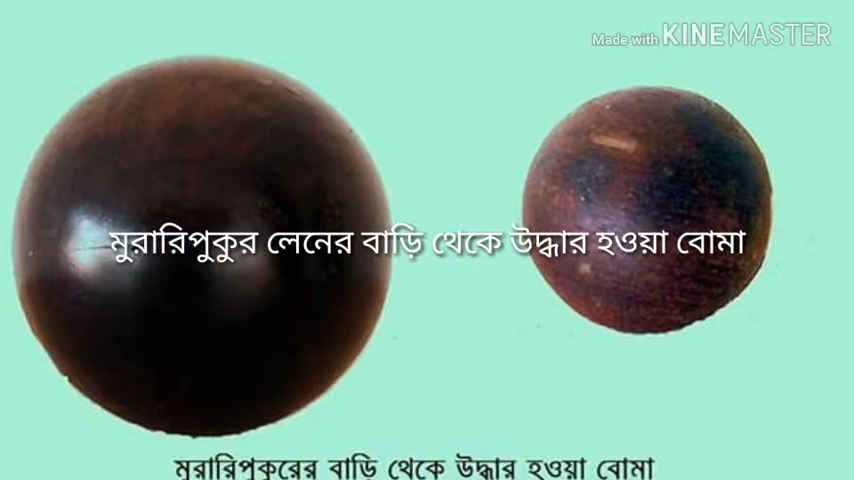 Made with KINEMASTER
মুরারিপুকুর লেনের বাড়ি থেকে উদ্ধার হওয়া বোমা
মুরারিপুকুরের বাড়ি থেকে উদ্ধার হওয়া বোমা